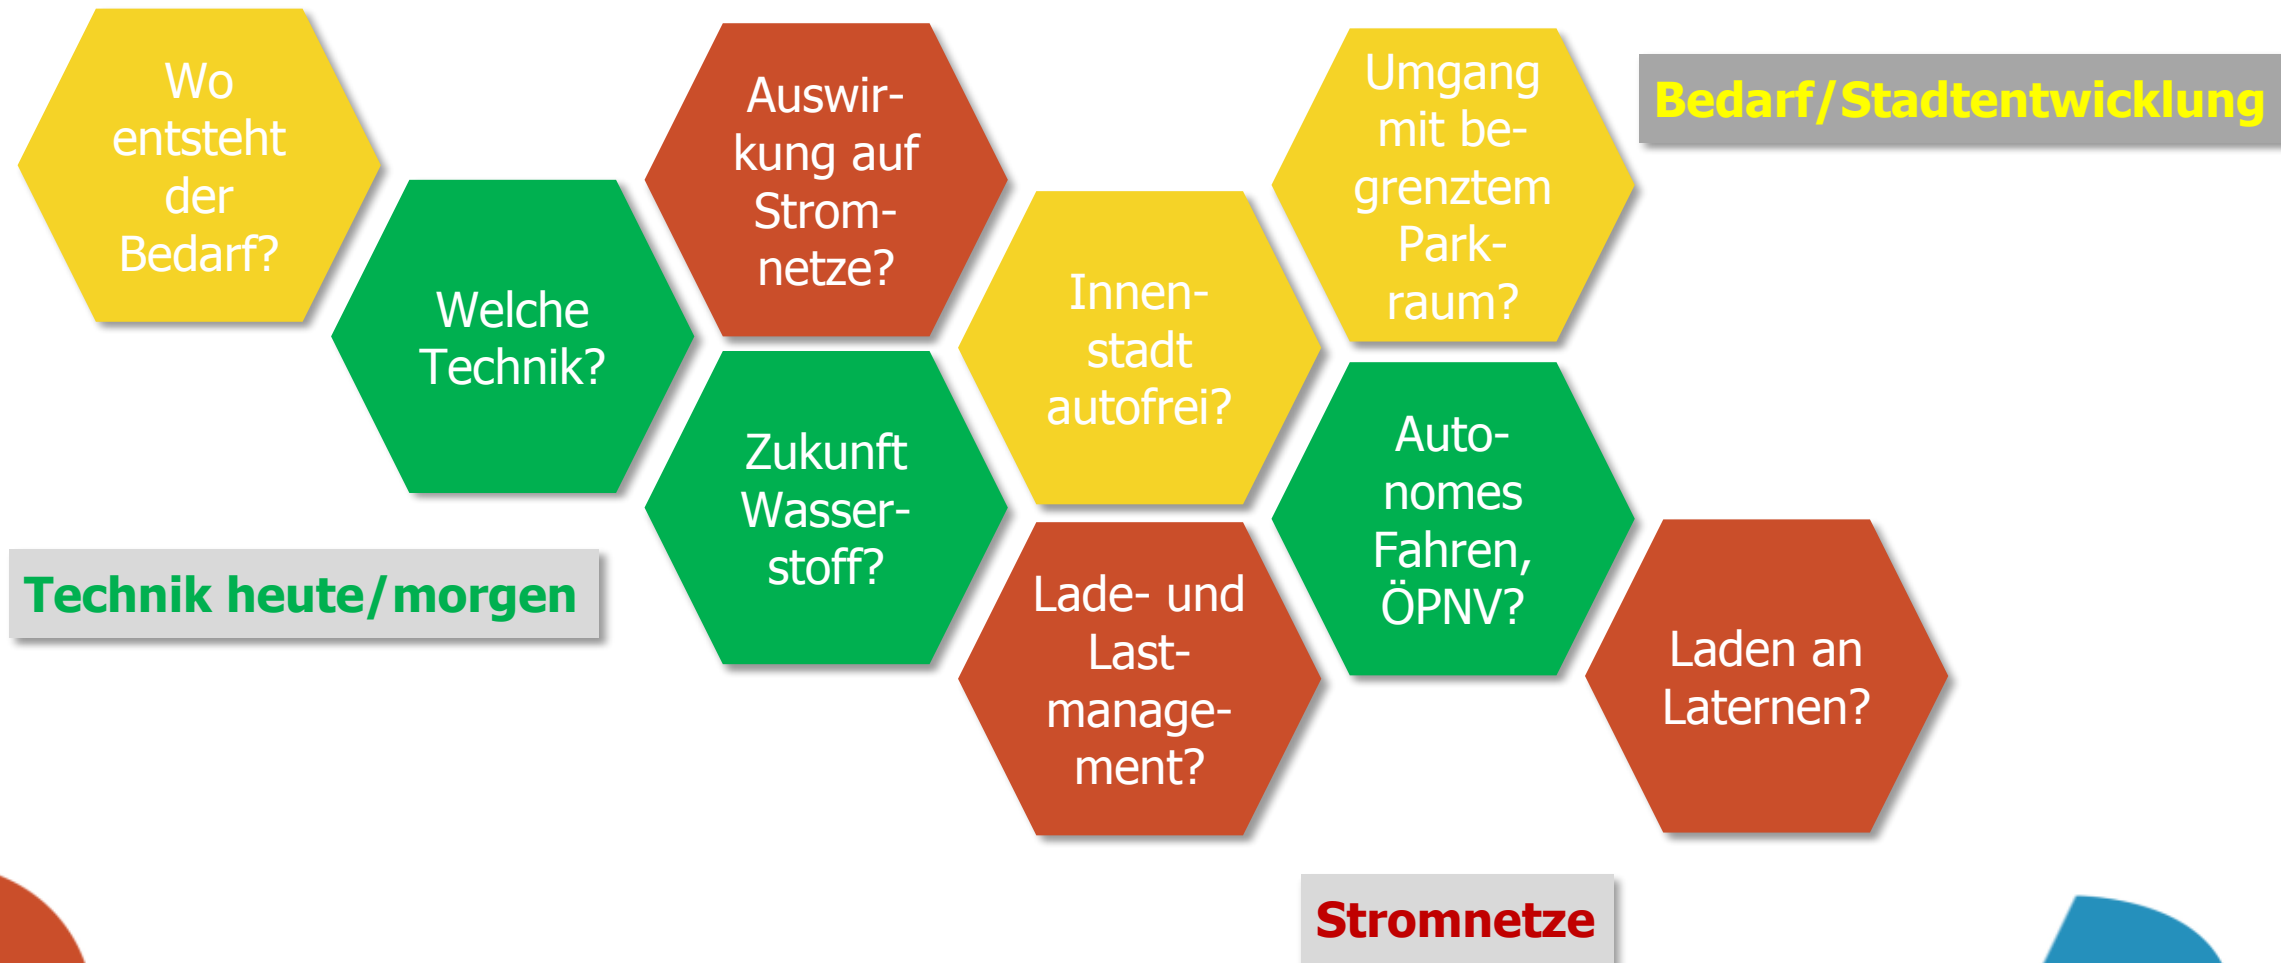 Wo
entsteht
der
Bedarf?
Welche
Technik?
Auswir-
kung auf
Strom-
netze?
Zukunft
Wasser-
stoff?
Innen-
stadt
autofrei?
Lade- und
Last-
manage-
ment?
Umgang
mit be-
grenztem
Park-
raum?
Auto-
nomes
Fahren,
ÖPNV?
Laden an
Laternen?
Bedarf/Stadtentwicklung
Technik heute/morgen
Stromnetze